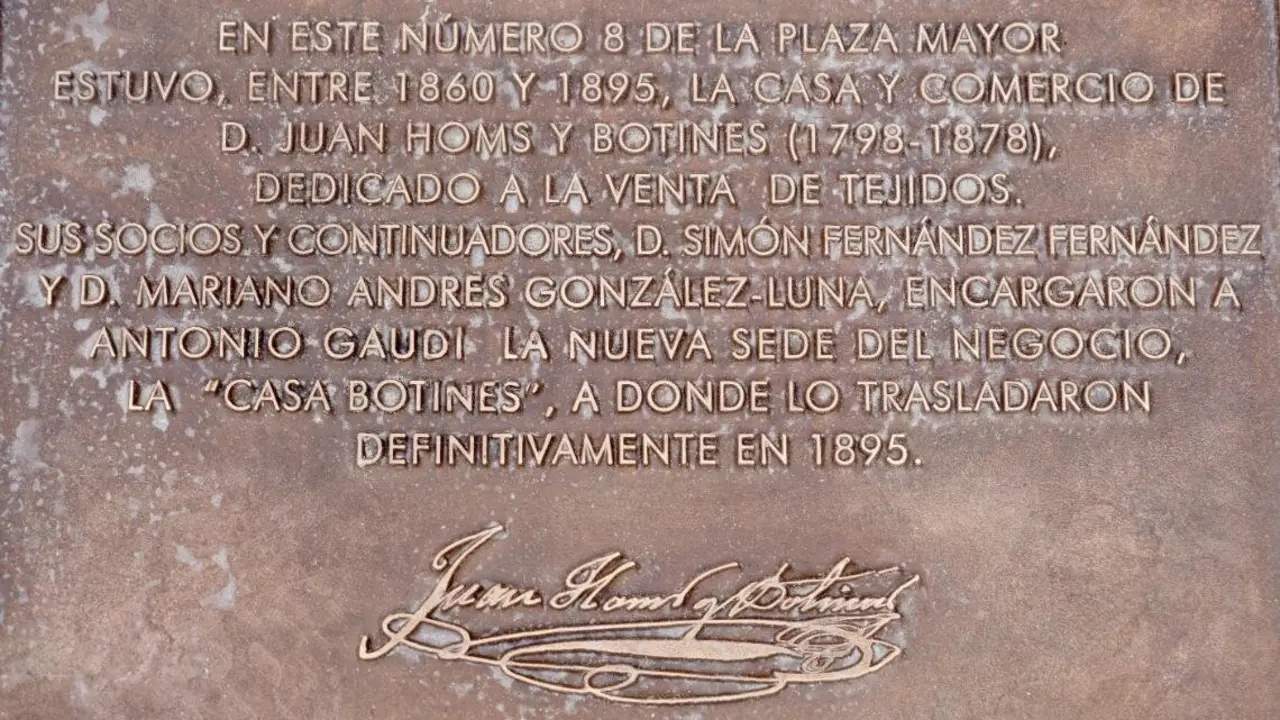 EN ESTE NÚMERO 8 DE LA PLAZA MAYOR
ESTUVO, ENTRE 1860 Y 1895, LA CASA Y COMERCIO DE
D. JUAN HOMS Y BOTINES (1798-1878),
DEDICADO A LA VENTA DE TEJIDOS.
SUS SOCIOS Y CONTINUADORES, D. SIMÓN FERNÁNDEZ FERNÁNDEZ
Y D. MARIANO ANDRES GONZÁLEZ-LUNA, ENCARGARON A
ANTONIO GAUDI LA NUEVA SEDE DEL NEGOCIO,
LA "CASA BOTINES", A DONDE LO TRASLADARON
DEFINITIVAMENTE EN 1895.
Juan Homs y Botines